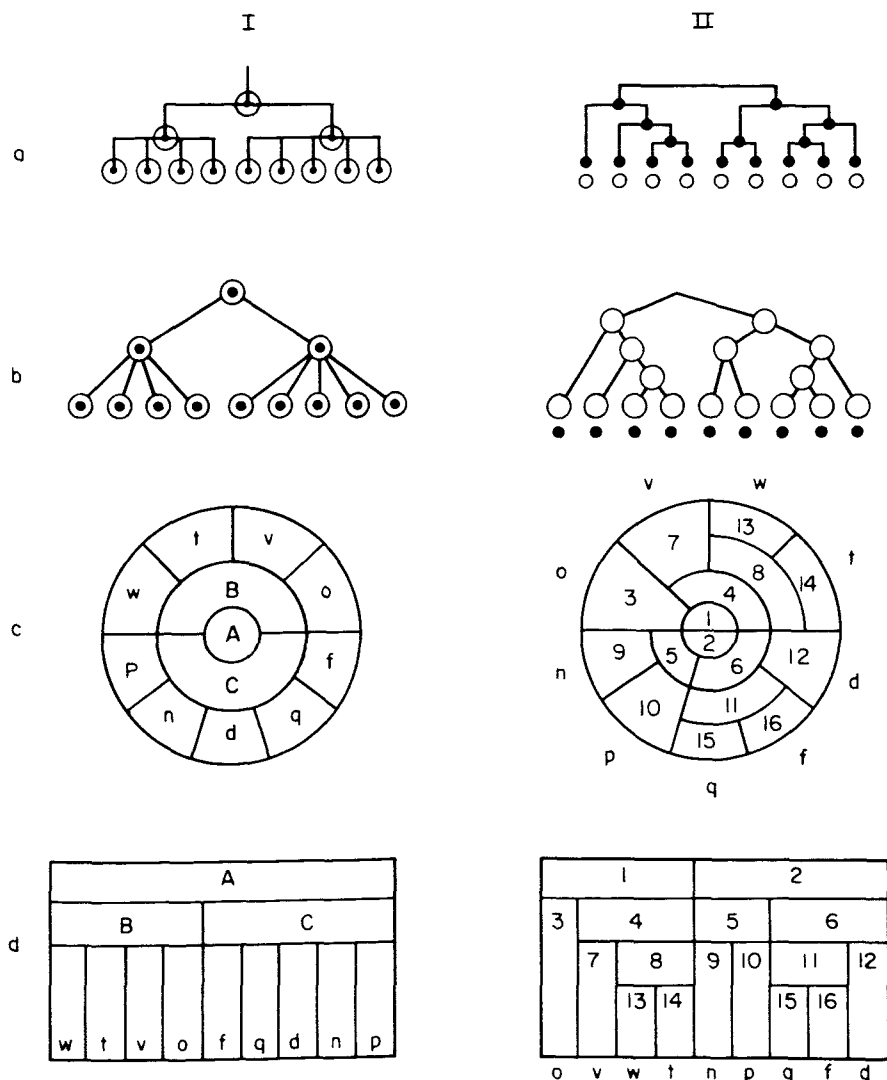 I II
a
b
v w
t v 13
7
w B o o 8 t
3 4 14
c A 1
2
P f n 9 5 6 12
C d
n d q 10 11
15 16
p f
q
A 1 2
B C 3 4 5 6
d
7 8 9 10 11 12
13 14 15 16
w t v o f q d n p
o v w t n p q f d